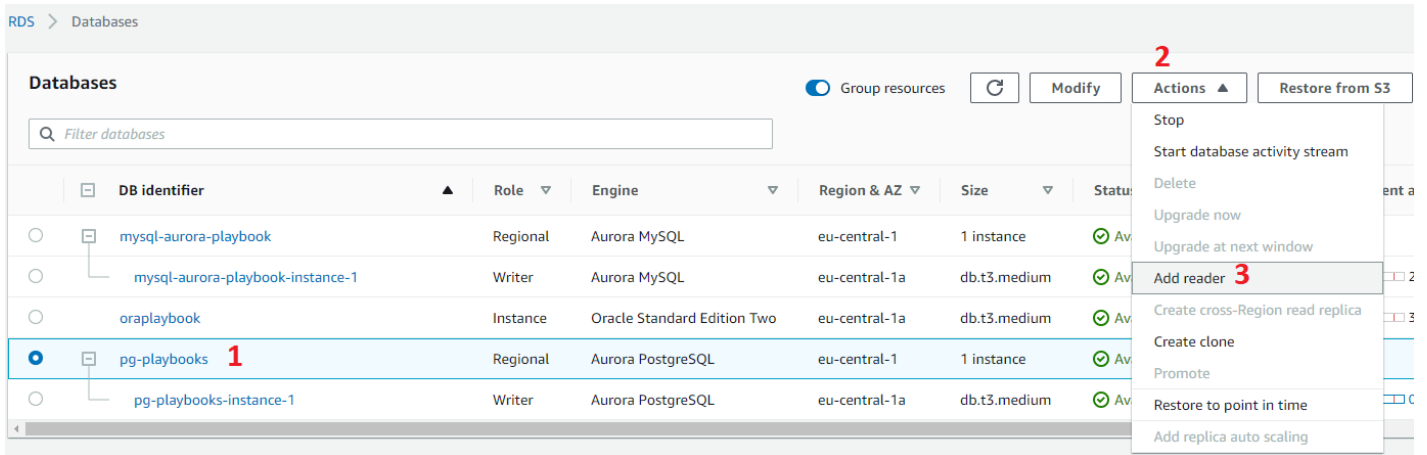 RDS > Databases
2
Databases
Group resources
Modify
Actions
Restore from S3
Filter databases
Stop
Start database activity stream
Delete
Upgrade now
Upgrade at next window
Add reader 3
Create cross-Region read replica
Create clone
Promote
Restore to point in time
Add replica auto scaling
DB identifier Role Engine Region & AZ Size
mysql-aurora-playbook Regional Aurora MySQL eu-central-1 1 instance
mysql-aurora-playbook-instance-1 Writer Aurora MySQL eu-central-1a db.t3.medium
oraplaybook Instance Oracle Standard Edition Two eu-central-1a db.t3.medium
pg-playbooks 1 Regional Aurora PostgreSQL eu-central-1 1 instance
pg-playbooks-instance-1 Writer Aurora PostgreSQL eu-central-1a db.t3.medium